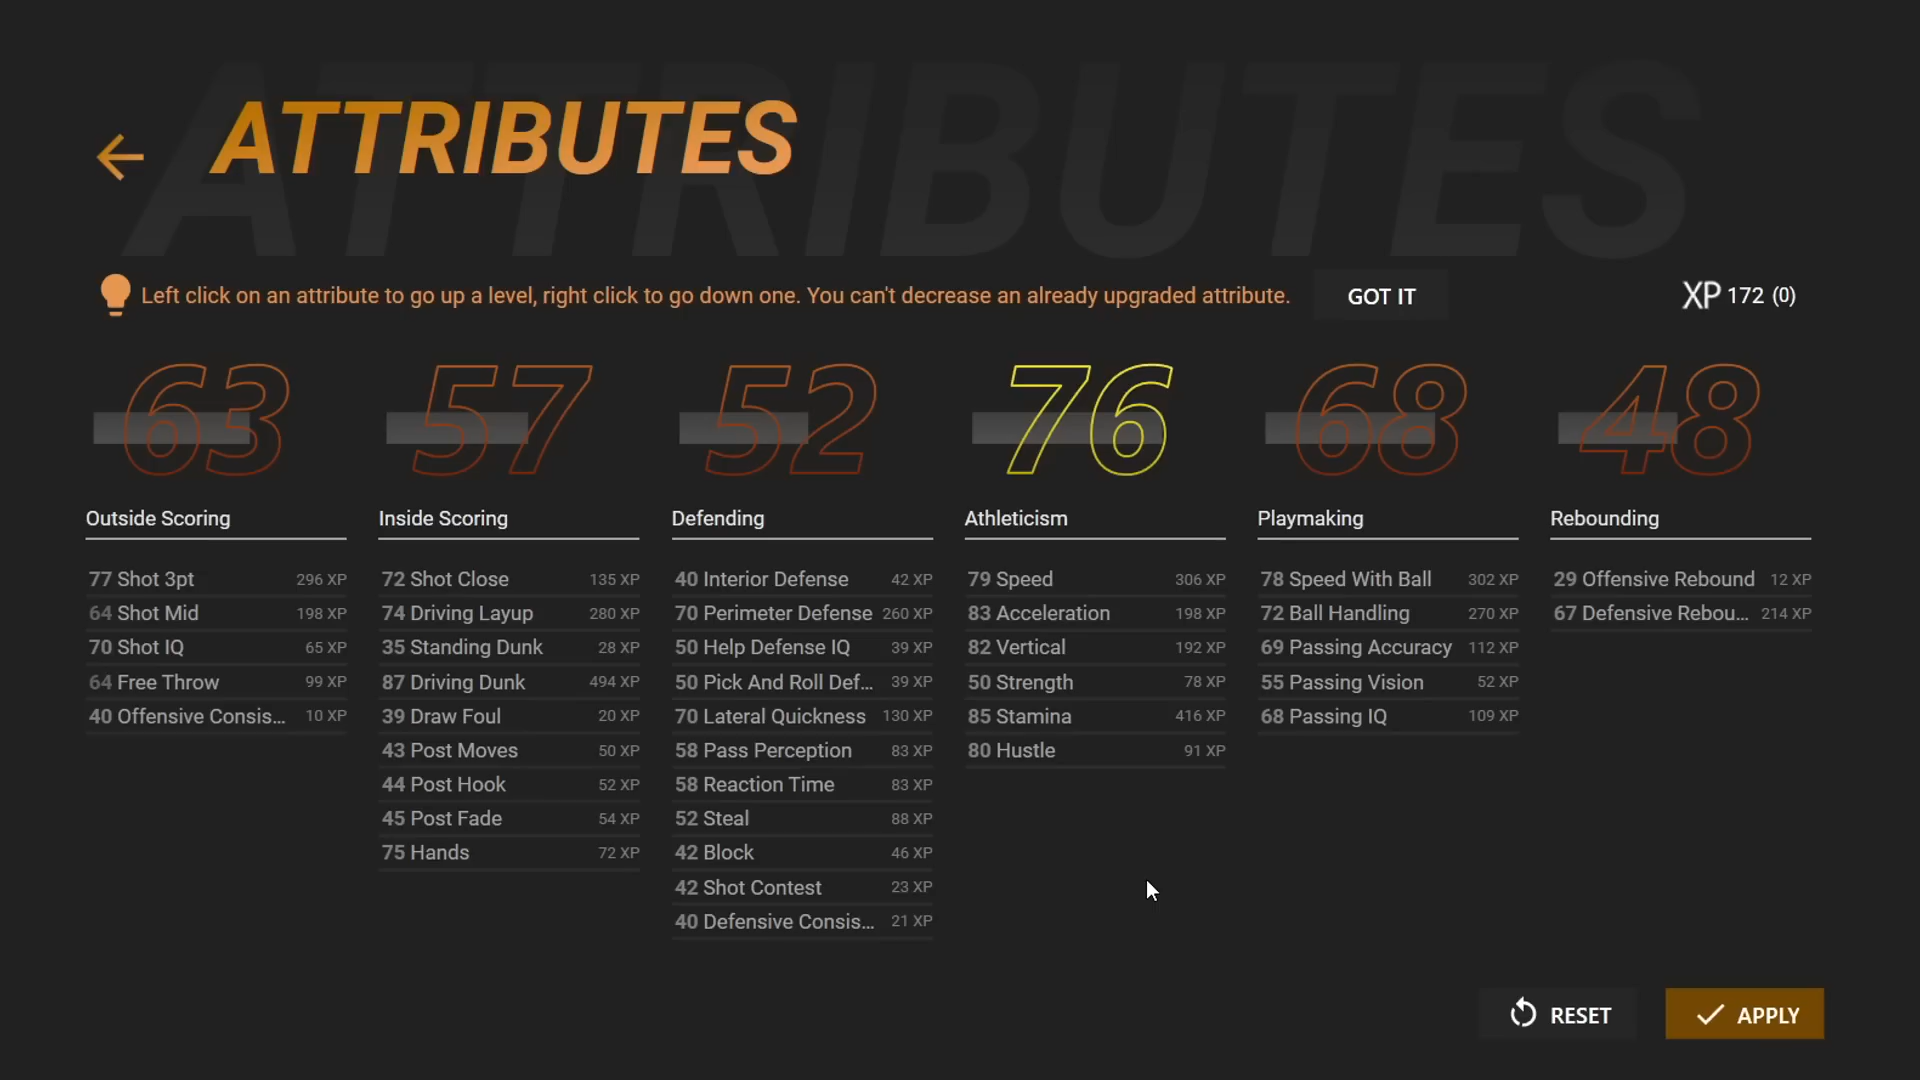 ATTRIBUTES
ATTRIBUTES
Left click on an attribute to go up a level, right click to go down one. You can't decrease an already upgraded attribute.
GOT IT
XP 172 (0)
63
Outside Scoring
77 Shot 3pt 296 XP
64 Shot Mid 198 XP
70 Shot IQ 65 XP
64 Free Throw 99 XP
40 Offensive Consis... 10 XP
57
Inside Scoring
72 Shot Close 135 XP
74 Driving Layup 280 XP
35 Standing Dunk 28 XP
87 Driving Dunk 494 XP
39 Draw Foul 20 XP
43 Post Moves 50 XP
44 Post Hook 52 XP
45 Post Fade 54 XP
75 Hands 72 XP
52
Defending
40 Interior Defense 42 XP
70 Perimeter Defense 260 XP
50 Help Defense IQ 39 XP
50 Pick And Roll Def... 39 XP
70 Lateral Quickness 130 XP
58 Pass Perception 83 XP
58 Reaction Time 83 XP
52 Steal 88 XP
42 Block 46 XP
42 Shot Contest 23 XP
40 Defensive Consis... 21 XP
76
Athleticism
79 Speed 306 XP
83 Acceleration 198 XP
82 Vertical 192 XP
50 Strength 78 XP
85 Stamina 416 XP
80 Hustle 91 XP
68
Playmaking
78 Speed With Ball 302 XP
72 Ball Handling 270 XP
69 Passing Accuracy 112 XP
55 Passing Vision 52 XP
68 Passing IQ 109 XP
48
Rebounding
29 Offensive Rebound 12 XP
67 Defensive Rebou... 214 XP
RESET
APPLY